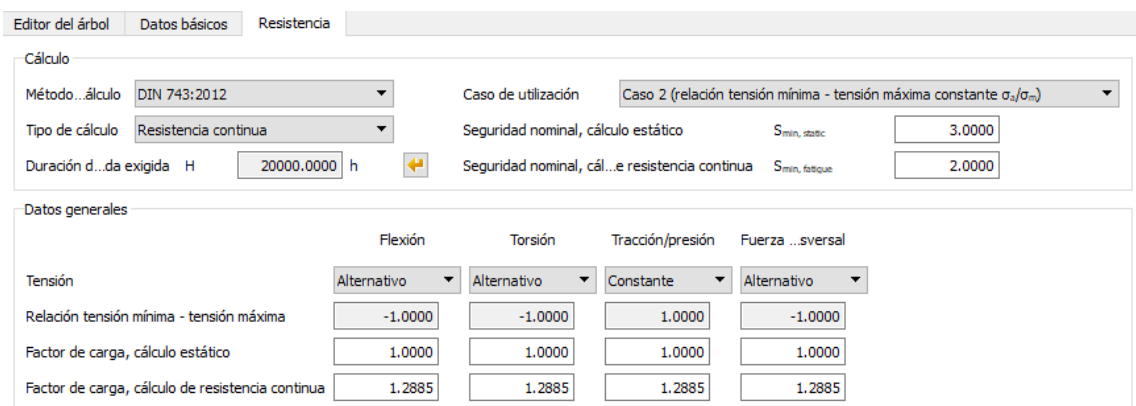 Editor del árbol Datos básicos Resistencia
Cálculo
Método...álculo DIN 743:2012 Caso de utilización Caso 2 (relación tensión mínima - tensión máxima constante σₐ/σₘ)
Tipo de cálculo Resistencia continua Seguridad nominal, cálculo estático Smin, static 3.0000
Duración d...da exigida H 20000.0000 h Seguridad nominal, cál...e resistencia continua Smin, fatigue 2.0000
Datos generales
Flexión Torsión Tracción/presión Fuerza ...sversal
Tensión Alternativo Alternativo Constante Alternativo
Relación tensión mínima - tensión máxima -1.0000 -1.0000 1.0000 -1.0000
Factor de carga, cálculo estático 1.0000 1.0000 1.0000 1.0000
Factor de carga, cálculo de resistencia continua 1.2885 1.2885 1.2885 1.2885